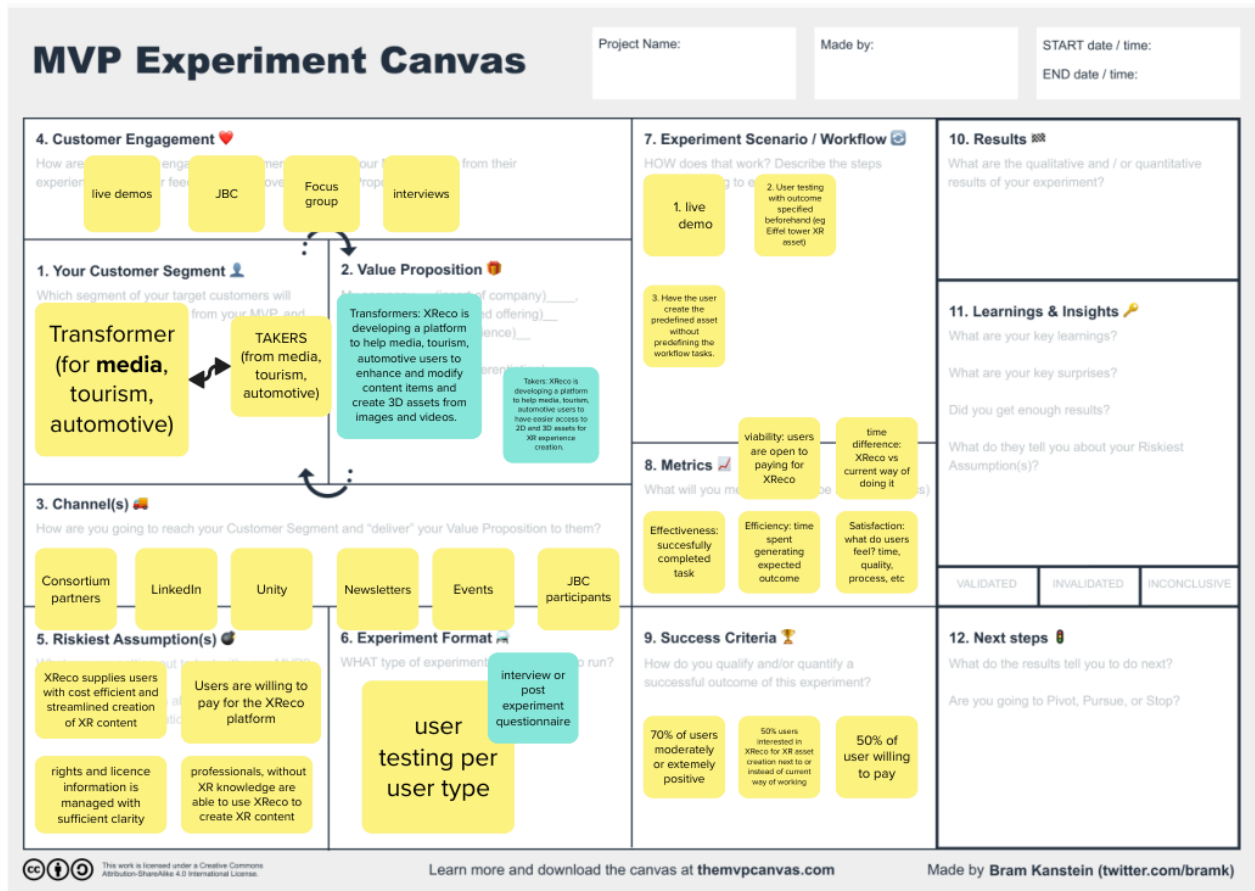 MVP Experiment Canvas
Project Name:
Made by:
START date / time:
END date / time:
4. Customer Engagement
How are
from their
live demos
JBC
Focus
group
interviews
1. Your Customer Segment
Which segment of your target customers will
from your MVP, and
Transformer
(for media,
tourism,
automotive)
TAKERS
(from media,
tourism,
automotive)
2. Value Proposition
of company)____,
offering)__
Transformers: XReco is
developing a platform
to help media, tourism,
automotive users to
enhance and modify
content items and
create 3D assets from
images and videos.
Takers: XReco is
developing a platform
to help media, tourism,
automotive users to
have easier access to
2D and 3D assets for
XR experience
creation.
3. Channel(s)
How are you going to reach your Customer Segment and “deliver” your Value Proposition to them?
Consortium
partners
LinkedIn
Unity
Newsletters
Events
JBC
participants
5. Riskiest Assumption(s)
XReco supplies users
with cost efficient and
streamlined creation
of XR content
Users are willing to
pay for the XReco
platform
rights and licence
information is
managed with
sufficient clarity
professionals, without
XR knowledge are
able to use XReco to
create XR content
6. Experiment Format
WHAT type of experiment
to run?
interview or
post
experiment
questionnaire
user
testing per
user type
7. Experiment Scenario / Workflow
HOW does that work? Describe the steps
1. live
demo
2. User testing
with outcome
specified
beforehand (eg
Eiffel tower XR
asset)
3. Have the user
create the
predefined asset
without
predefining the
workflow tasks.
8. Metrics
What will you
viability: users
are open to
paying for
XReco
time
difference:
XReco vs
current way of
doing it
Effectiveness:
succesfully
completed
task
Efficiency: time
spent
generating
expected
outcome
Satisfaction:
what do users
feel? time,
quality,
process, etc
9. Success Criteria
How do you qualify and/or quantify a
successful outcome of this experiment?
70% of users
moderately
or extemely
positive
50% users
interested in
XReco for XR asset
creation next to or
instead of current
way of working
50% of
user willing
to pay
10. Results
What are the qualitative and / or quantitative
results of your experiment?
11. Learnings & Insights
What are your key learnings?
What are your key surprises?
Did you get enough results?
What do they tell you about your Riskiest
Assumption(s)?
VALIDATED
INVALIDATED
INCONCLUSIVE
12. Next steps
What do the results tell you to do next?
Are you going to Pivot, Pursue, or Stop?
cc
This work is licensed under a Creative Commons
Attribution-ShareAlike 4.0 International License.
Learn more and download the canvas at themvpcanvas.com
Made by Bram Kanstein (twitter.com/bramk)